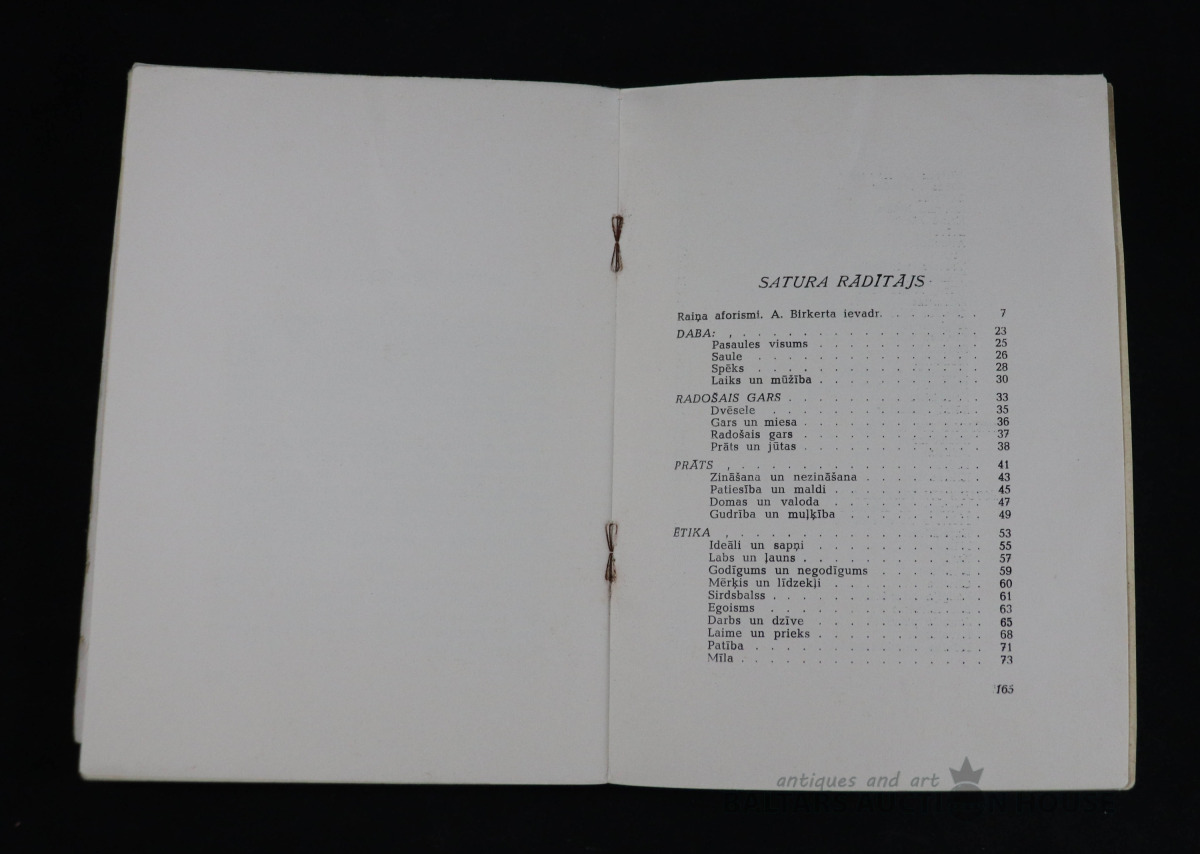 SATURA RĀDĪTĀJS
Raiņa aforismi. A. Birkerta ievadr. . . . . . . 7
DABA: . . . . . . . . . . . . . . 23
Pasaules visums . . . . . . . . . . 25
Saule . . . . . . . . . . . . . 26
Spēks . . . . . . . . . . . . . 28
Laiks un mūžība . . . . . . . . . . 30
RADOŠAIS GARS . . . . . . . . . . . 33
Dvēsele . . . . . . . . . . . . 35
Gars un miesa . . . . . . . . . . . 36
Radošais gars . . . . . . . . . . . 37
Prāts un jūtas . . . . . . . . . . . 38
PRĀTS . . . . . . . . . . . . . . 41
Zināšana un nezināšana . . . . . . . 43
Patiesība un maldi . . . . . . . . . 45
Domas un valoda . . . . . . . . . 47
Gudrība un muļķība . . . . . . . . 49
ĒTIKA . . . . . . . . . . . . . . 53
Ideāli un sapņi . . . . . . . . . . 55
Labs un ļauns . . . . . . . . . . . 57
Godīgums un negodīgums . . . . . . 59
Mērķis un līdzekļi . . . . . . . . . 60
Sirdsbalss . . . . . . . . . . . . 61
Egoisms . . . . . . . . . . . . 63
Darbs un dzīve . . . . . . . . . . 65
Laime un prieks . . . . . . . . . . 68
Patība . . . . . . . . . . . . . 71
Mīla . . . . . . . . . . . . . . 73
165
antiques and art
BALTARS AUCTION HOUSE